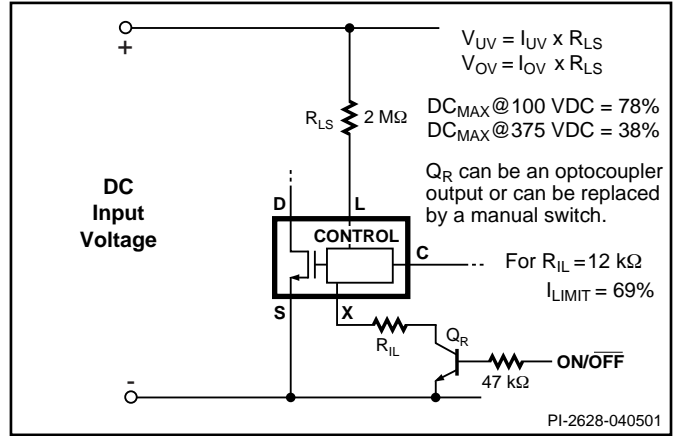 +
V_UV = I_UV x R_LS
V_OV = I_OV x R_LS
R_LS
2 MΩ
DC_MAX@100 VDC = 78%
DC_MAX@375 VDC = 38%
DC
Input
Voltage
Q_R can be an optocoupler
output or can be replaced
by a manual switch.
D
L
CONTROL
C
For R_IL = 12 kΩ
I_LIMIT = 69%
S
X
R_IL
Q_R
47 kΩ
ON/O̅F̅F̅
-
PI-2628-040501